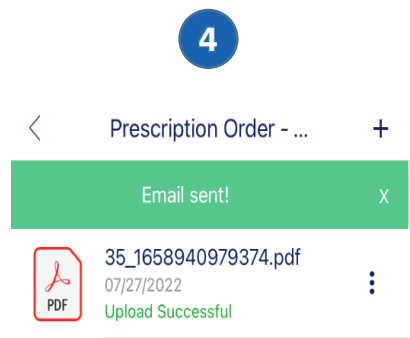 4
Prescription Order - ...
+
Email sent!
X
35_1658940979374.pdf
07/27/2022
PDF
Upload Successful